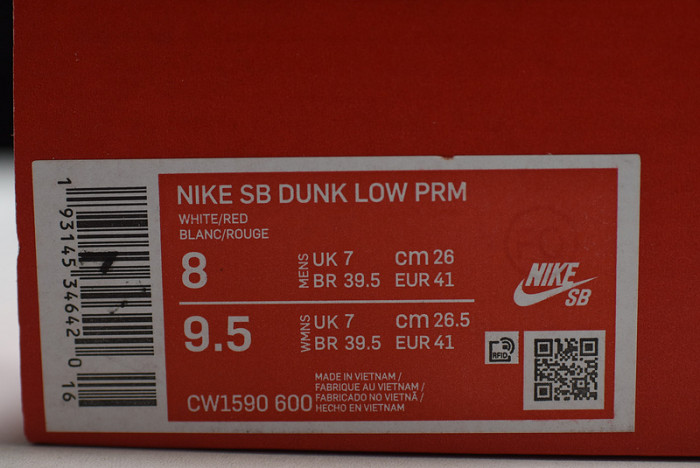 NIKE SB DUNK LOW PRM
WHITE/RED
BLANC/ROUGE
8 MENS UK 7 cm 26
BR 39.5 EUR 41
9.5 WMNS UK 7 cm 26.5
BR 39.5 EUR 41
NIKE
SB
RFID
MADE IN VIETNAM /
FABRIQUE AU VIETNAM /
FABRICADO NO VIETNÃ /
HECHO EN VIETNAM
CW1590 600
1 93145 34642 0 16